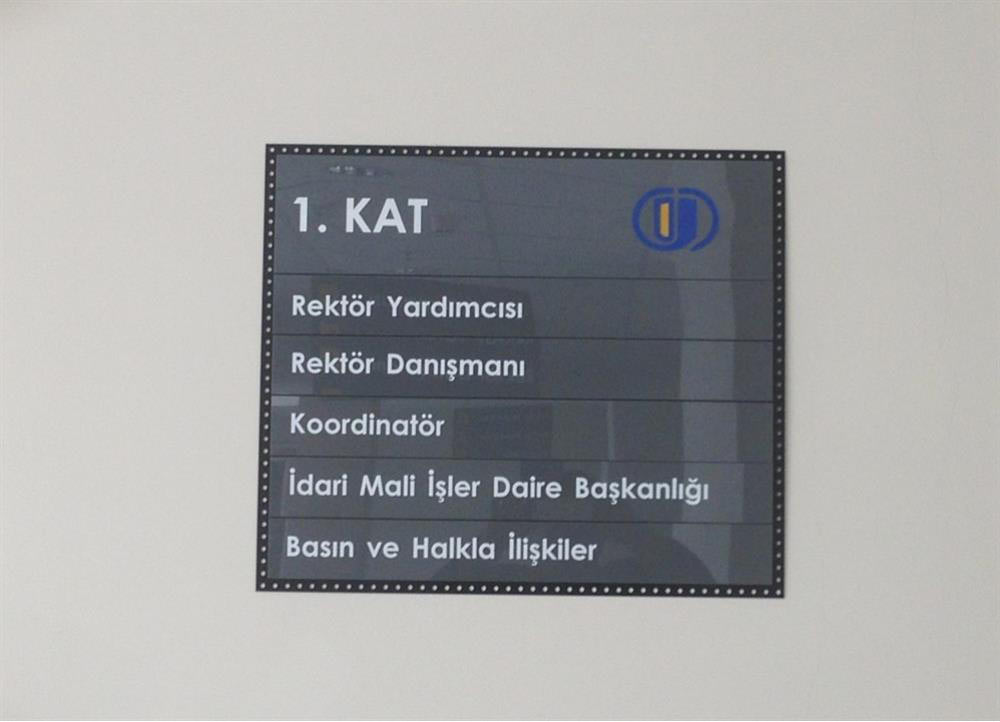 1. KAT
Rektör Yardımcısı
Rektör Danışmanı
Koordinatör
İdari Mali İşler Daire Başkanlığı
Basın ve Halkla İlişkiler